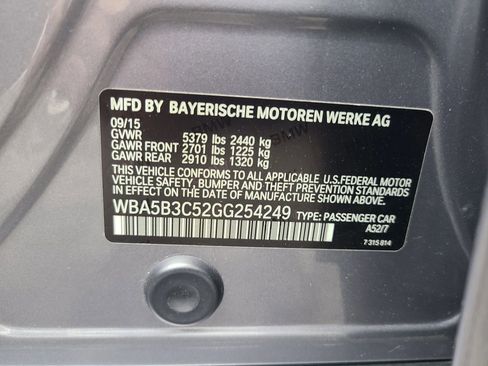 MFD BY BAYERISCHE MOTOREN WERKE AG
09/15
GVWR 5379 lbs 2440 kg
GAWR FRONT 2701 lbs 1225 kg
GAWR REAR 2910 lbs 1320 kg
THIS VEHICLE CONFORMS TO ALL APPLICABLE U.S. FEDERAL MOTOR
VEHICLE SAFETY, BUMPER, AND THEFT PREVENTION STANDARDS IN
EFFECT ON THE DATE OF MANUFACTURE SHOWN ABOVE.
WBA5B3C52GG254249 TYPE: PASSENGER CAR
A52/7
7 315 814